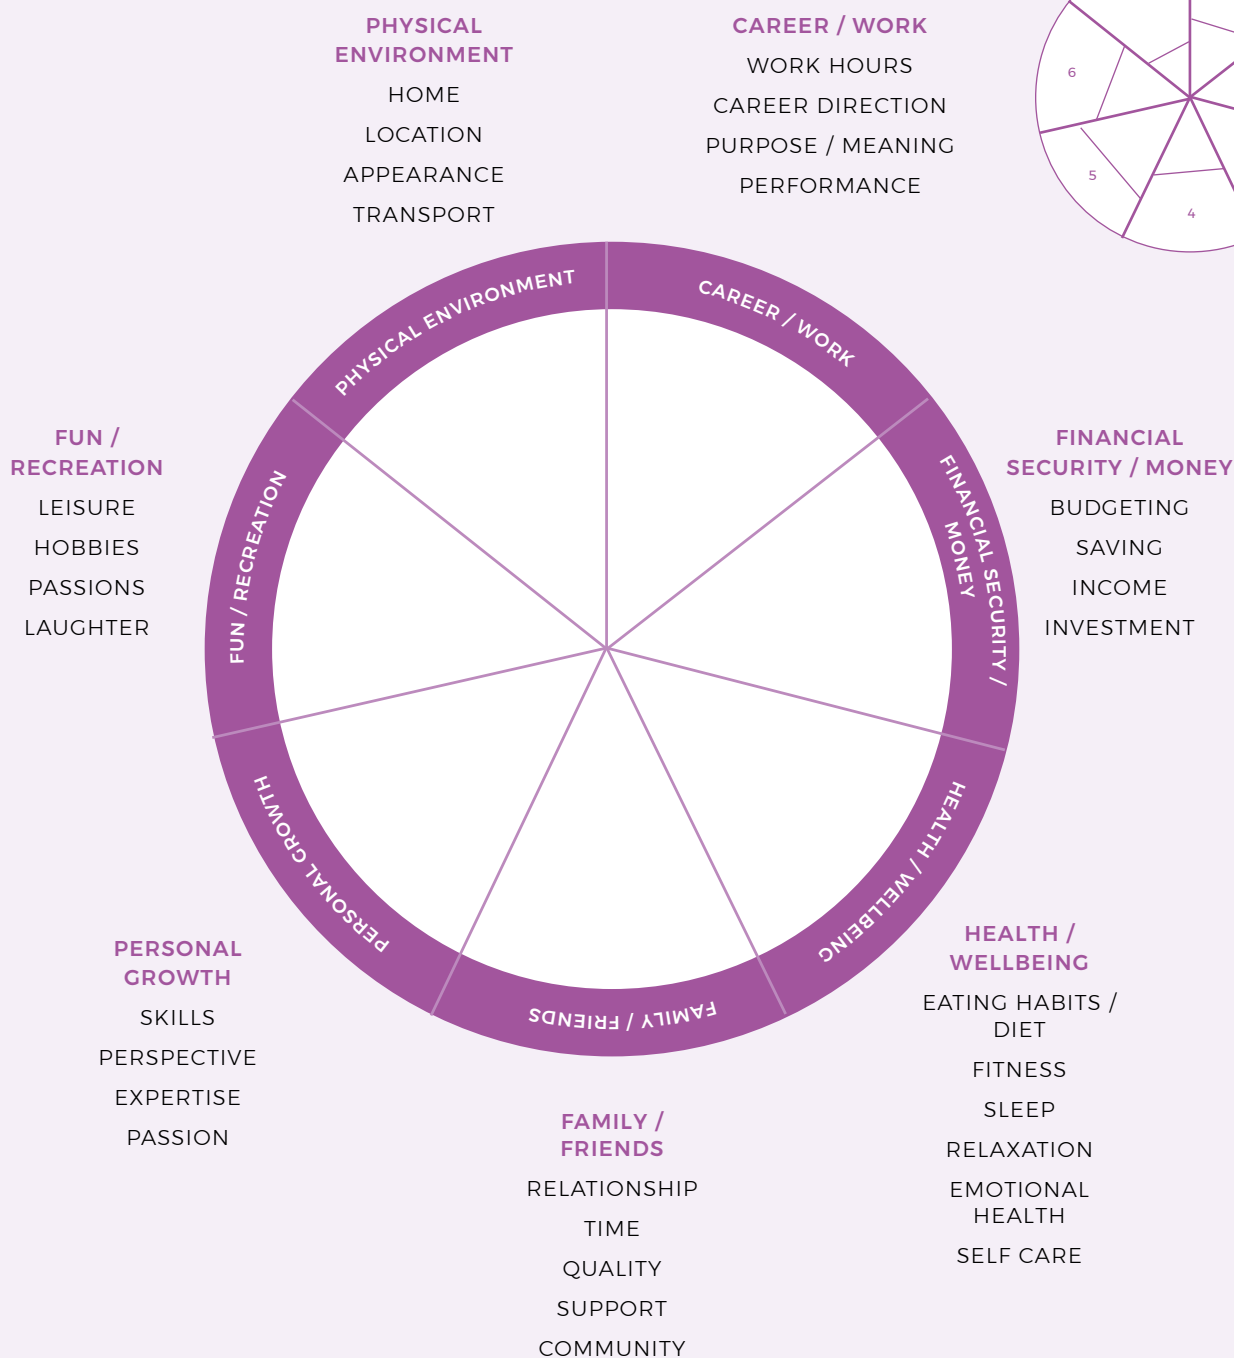 PHYSICAL
ENVIRONMENT
HOME
LOCATION
APPEARANCE
TRANSPORT
CAREER / WORK
WORK HOURS
CAREER DIRECTION
PURPOSE / MEANING
PERFORMANCE
6
5
4
PHYSICAL ENVIRONMENT
CAREER / WORK
FINANCIAL SECURITY /
MONEY
HEALTH / WELLBEING
FAMILY / FRIENDS
PERSONAL GROWTH
FUN / RECREATION
FUN /
RECREATION
LEISURE
HOBBIES
PASSIONS
LAUGHTER
FINANCIAL
SECURITY / MONEY
BUDGETING
SAVING
INCOME
INVESTMENT
PERSONAL
GROWTH
SKILLS
PERSPECTIVE
EXPERTISE
PASSION
HEALTH /
WELLBEING
EATING HABITS /
DIET
FITNESS
SLEEP
RELAXATION
EMOTIONAL
HEALTH
SELF CARE
FAMILY /
FRIENDS
RELATIONSHIP
TIME
QUALITY
SUPPORT
COMMUNITY